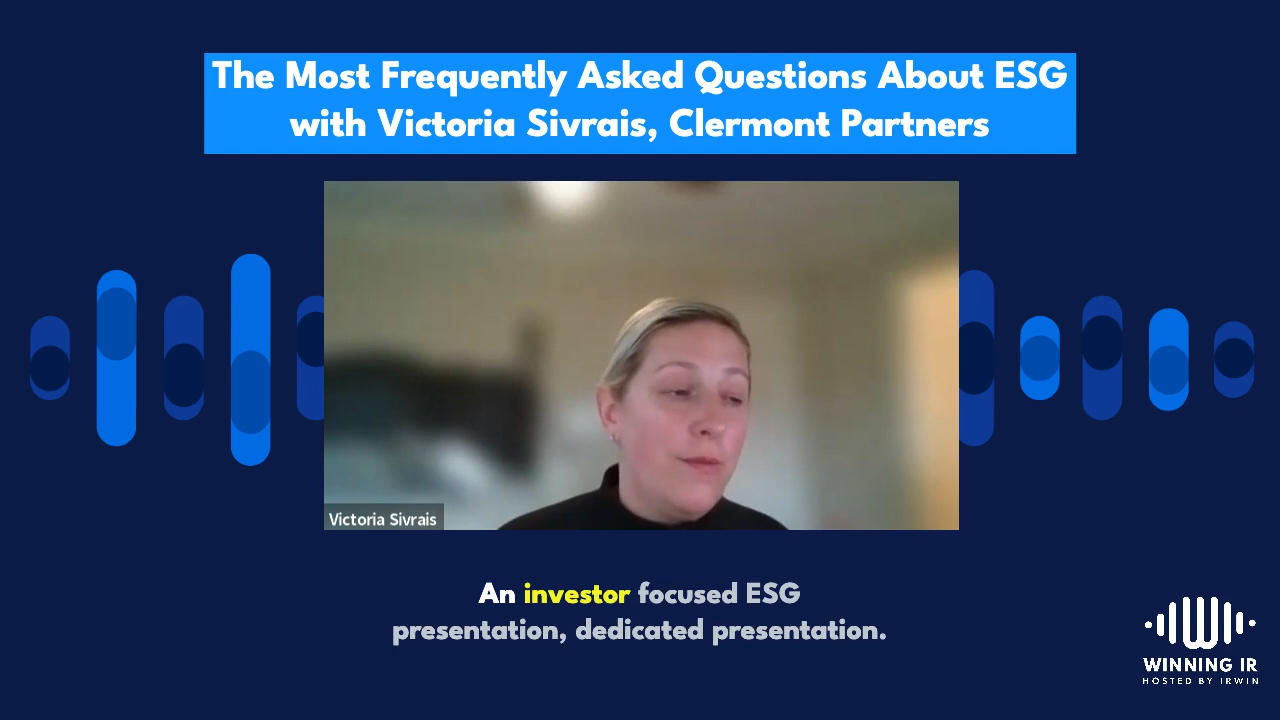 The Most Frequently Asked Questions About ESG
with Victoria Sivrais, Clermont Partners
Victoria Sivrais
An investor focused ESG
presentation, dedicated presentation.
WINNING IR
HOSTED BY IRWIN